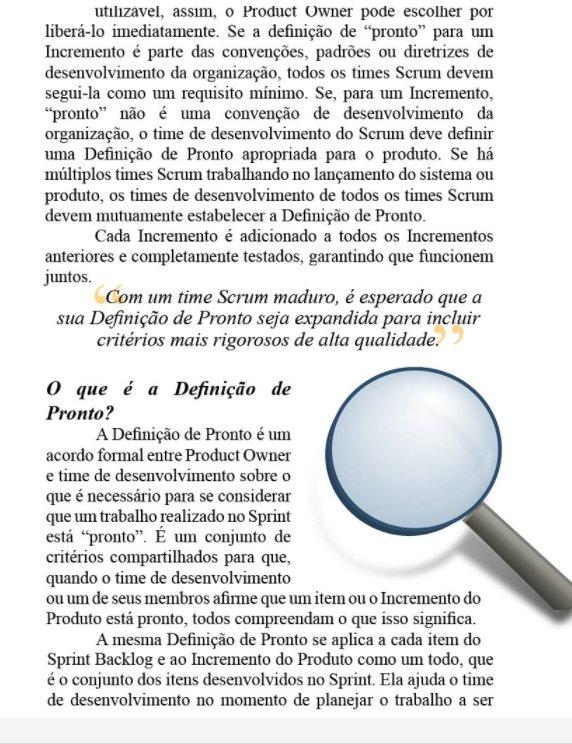 utilizável, assim, o Product Owner pode escolher por
liberá-lo imediatamente. Se a definição de “pronto” para um
Incremento é parte das convenções, padrões ou diretrizes de
desenvolvimento da organização, todos os times Scrum devem
segui-la como um requisito mínimo. Se, para um Incremento,
“pronto” não é uma convenção de desenvolvimento da
organização, o time de desenvolvimento do Scrum deve definir
uma Definição de Pronto apropriada para o produto. Se há
múltiplos times Scrum trabalhando no lançamento do sistema ou
produto, os times de desenvolvimento de todos os times Scrum
devem mutuamente estabelecer a Definição de Pronto.
Cada Incremento é adicionado a todos os Incrementos
anteriores e completamente testados, garantindo que funcionem
juntos.
“Com um time Scrum maduro, é esperado que a
sua Definição de Pronto seja expandida para incluir
critérios mais rigorosos de alta qualidade.”
O que é a Definição de
Pronto?
A Definição de Pronto é um
acordo formal entre Product Owner
e time de desenvolvimento sobre o
que é necessário para se considerar
que um trabalho realizado no Sprint
está “pronto”. É um conjunto de
critérios compartilhados para que,
quando o time de desenvolvimento
ou um de seus membros afirme que um item ou o Incremento do
Produto está pronto, todos compreendam o que isso significa.
A mesma Definição de Pronto se aplica a cada item do
Sprint Backlog e ao Incremento do Produto como um todo, que
é o conjunto dos itens desenvolvidos no Sprint. Ela ajuda o time
de desenvolvimento no momento de planejar o trabalho a ser